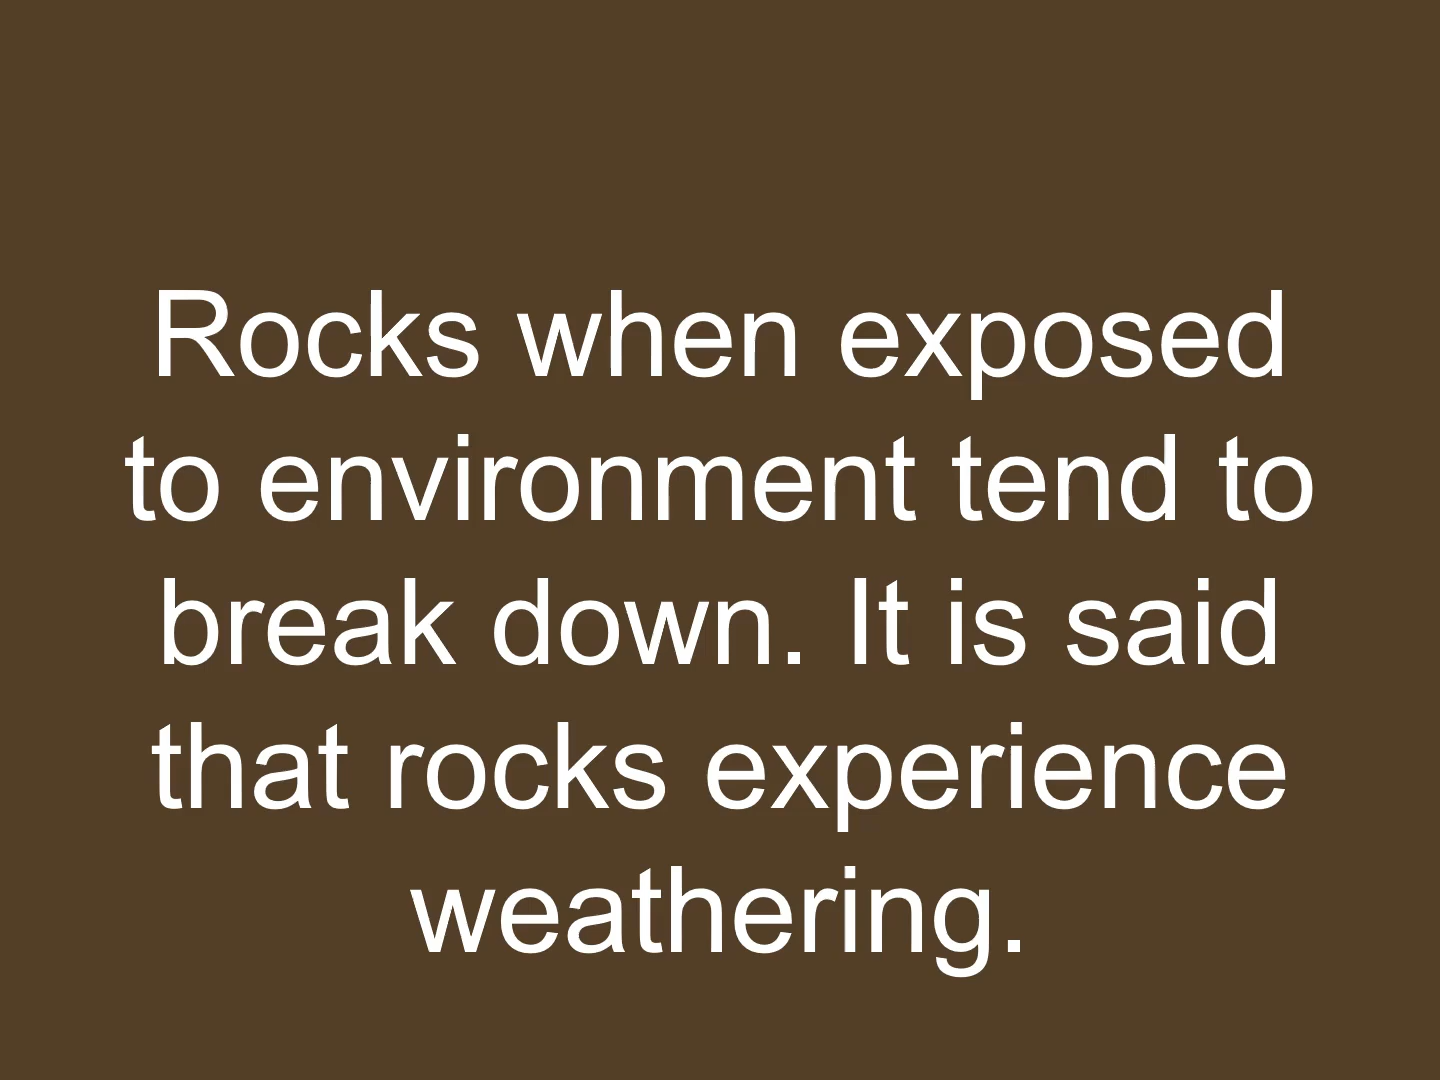 Rocks when exposed
to environment tend to
break down. It is said
that rocks experience
weathering.